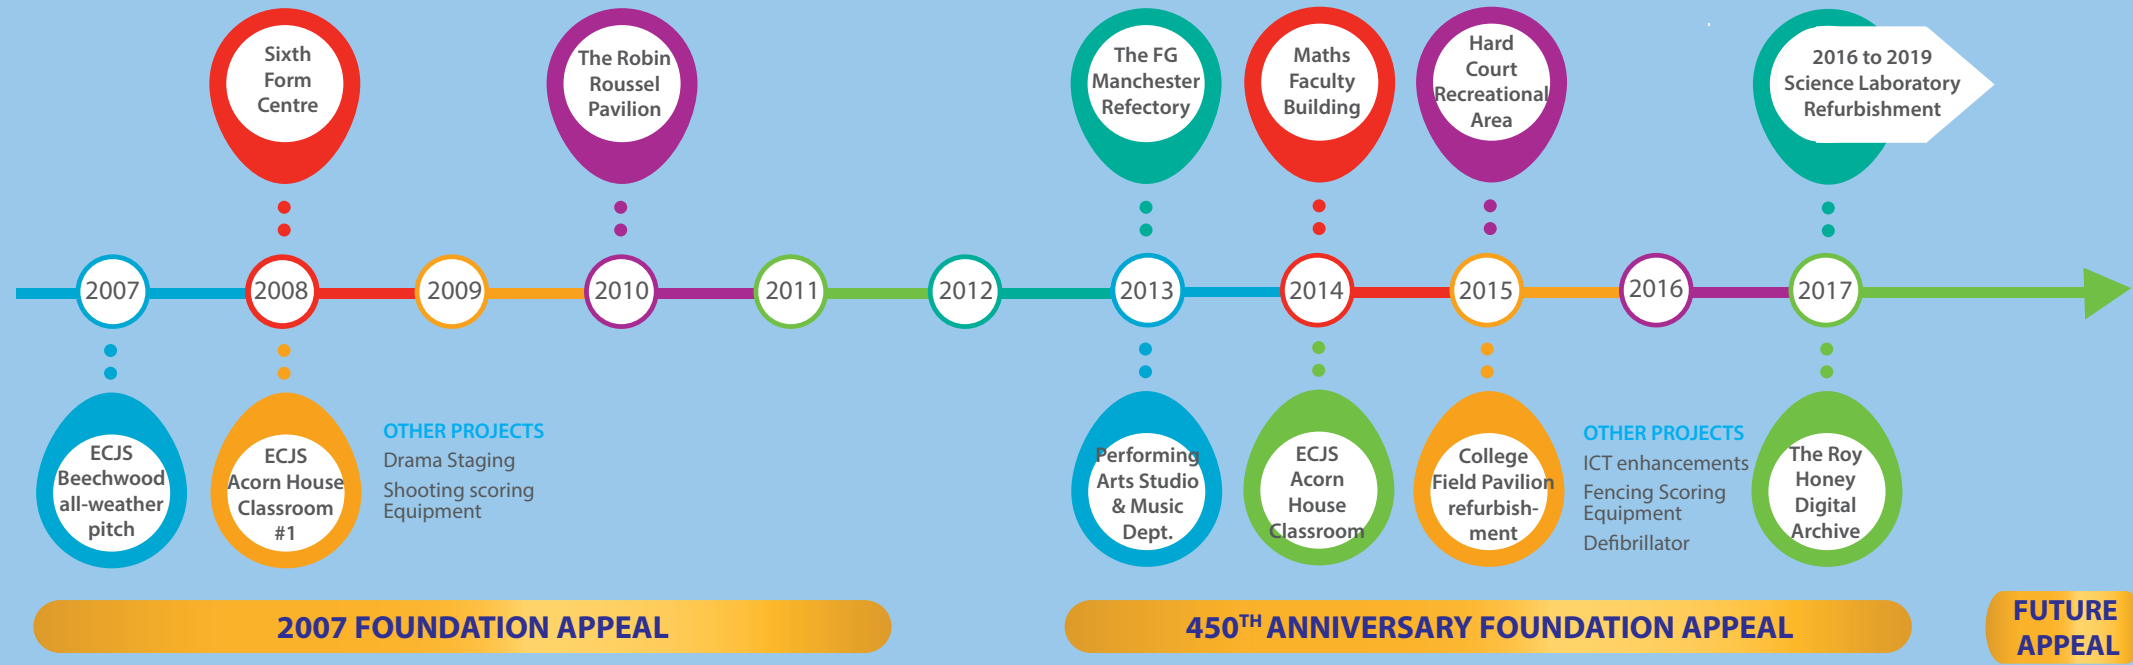 Sixth
Form
Centre
The Robin
Roussel
Pavilion
The FG
Manchester
Refectory
Maths
Faculty
Building
Hard
Court
Recreational
Area
2016 to 2019
Science Laboratory
Refurbishment
2007
2008
2009
2010
2011
2012
2013
2014
2015
2016
2017
ECJS
Beechwood
all-weather
pitch
ECJS
Acorn House
Classroom
#1
OTHER PROJECTS
Drama Staging
Shooting scoring
Equipment
Performing
Arts Studio
& Music
Dept.
ECJS
Acorn
House
Classroom
College
Field Pavilion
refurbish-
ment
OTHER PROJECTS
ICT enhancements
Fencing Scoring
Equipment
Defibrillator
The Roy
Honey
Digital
Archive
2007 FOUNDATION APPEAL
450TH ANNIVERSARY FOUNDATION APPEAL
FUTURE
APPEAL